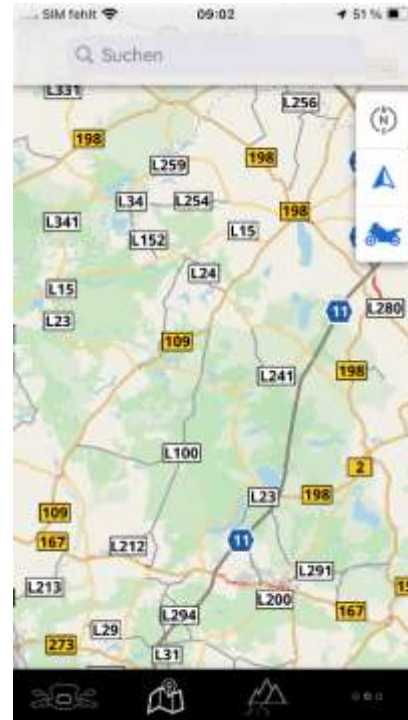 SIM fehlt 09:02 51 %
Suchen
L331
L256
198
L259 198
L34 L254 198
L341 L152 L15
L24
L15
L23 11 L280
109
L241 198
L100
2
L23 198
109
167 L212 11
L213 L291
L200
L294 167
L29
273 L31
N